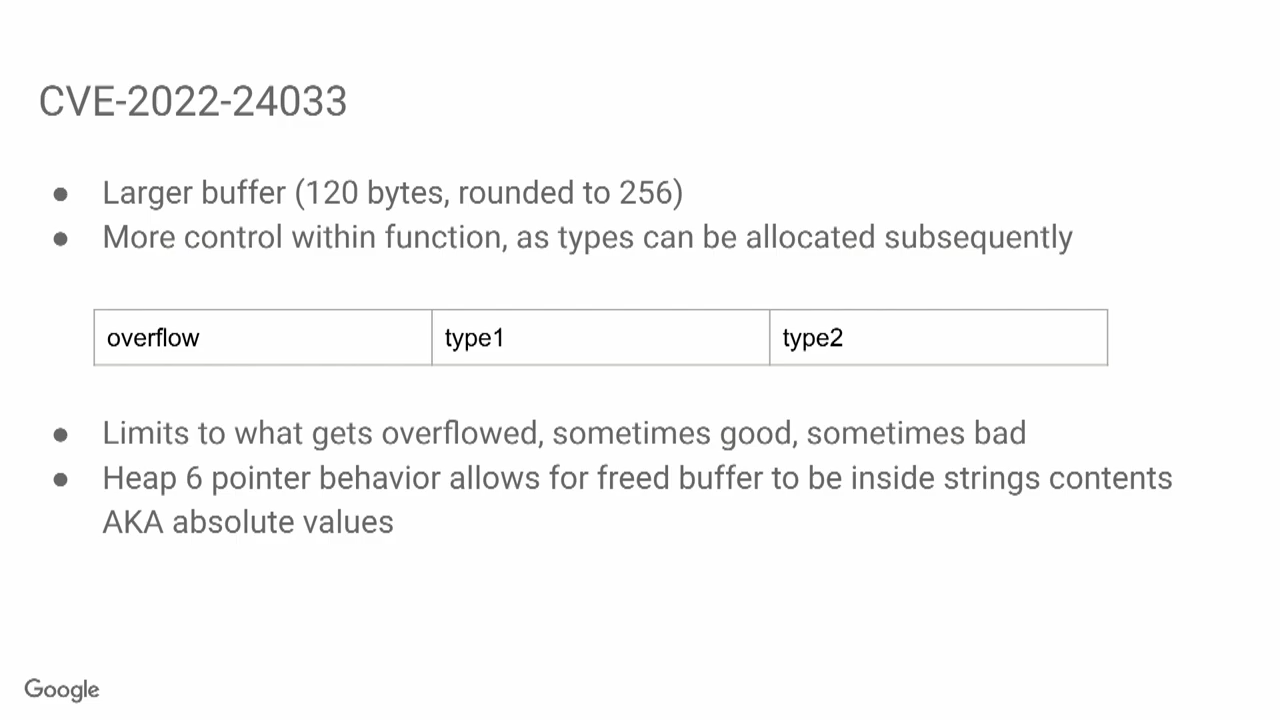 CVE-2022-24033
● Larger buffer (120 bytes, rounded to 256)
● More control within function, as types can be allocated subsequently
overflow type1 type2
● Limits to what gets overflowed, sometimes good, sometimes bad
● Heap 6 pointer behavior allows for freed buffer to be inside strings contents
AKA absolute values
Google